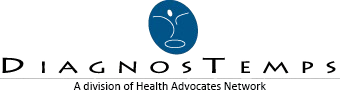 DIAGNOSTEMPS
A division of Health Advocates Network